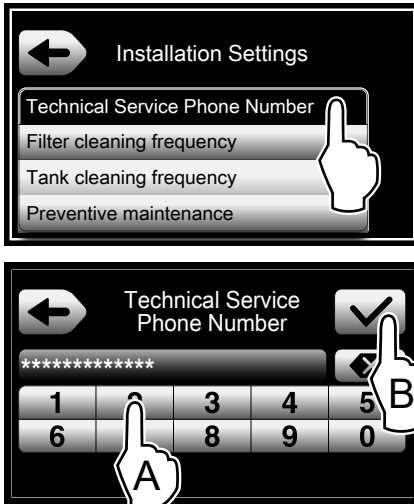 Installation Settings
Technical Service Phone Number
Filter cleaning frequency
Tank cleaning frequency
Preventive maintenance
Technical Service
Phone Number
*************
1 3 4 5
6 8 9 0
A
B